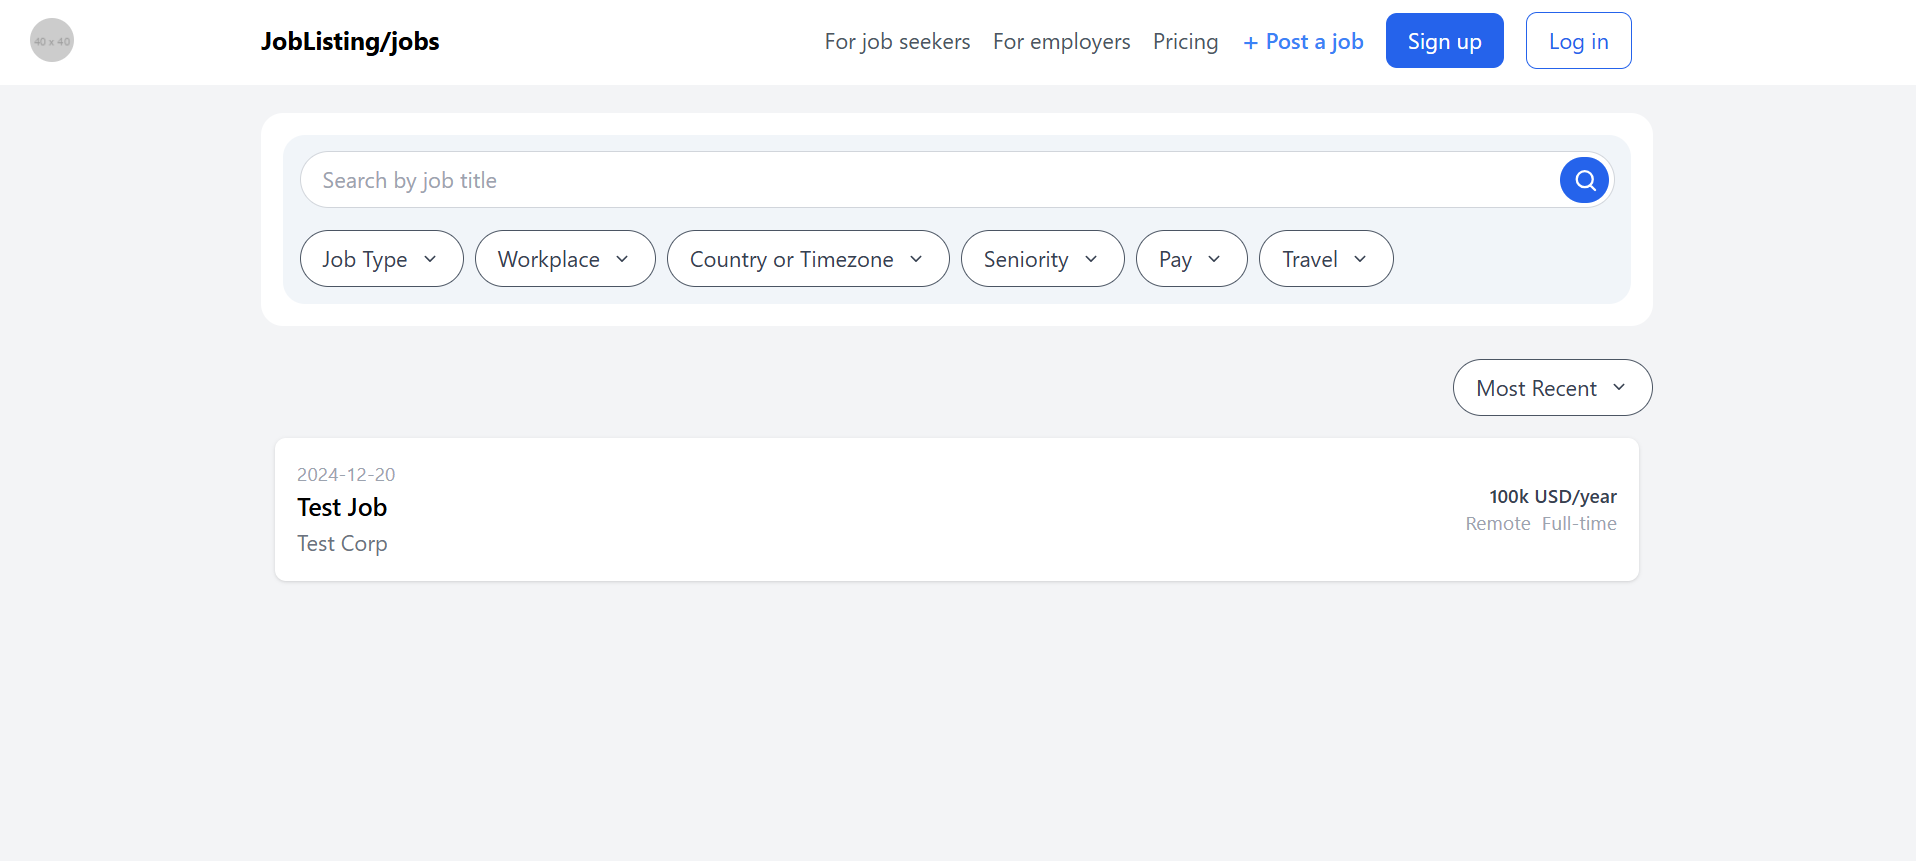 40 x 40
JobListing/jobs
For job seekers
For employers
Pricing
+ Post a job
Sign up
Log in
Search by job title
Job Type
Workplace
Country or Timezone
Seniority
Pay
Travel
Most Recent
2024-12-20
Test Job
Test Corp
100k USD/year
Remote Full-time